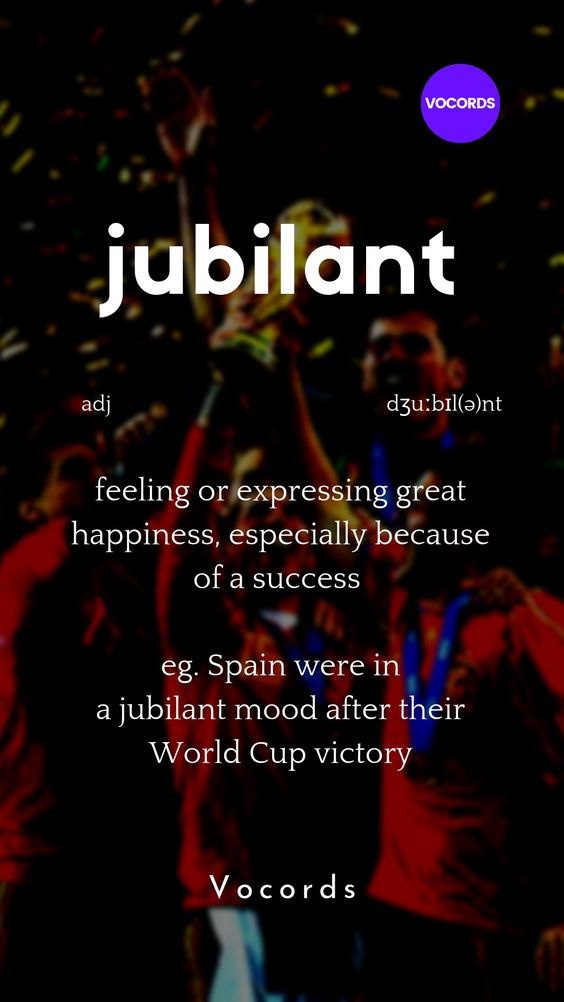 VOCORDS
jubilant
adj
dʒuːbɪl(ə)nt
feeling or expressing great
happiness, especially because
of a success
eg. Spain were in
a jubilant mood after their
World Cup victory
Vocords